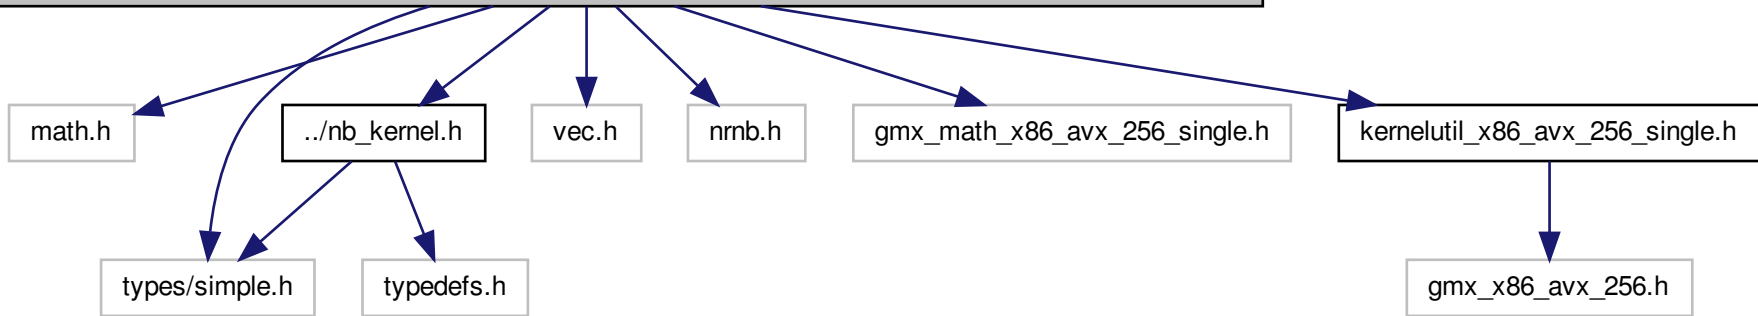 math.h
../nb_kernel.h
vec.h
nrnb.h
gmx_math_x86_avx_256_single.h
kernelutil_x86_avx_256_single.h
types/simple.h
typedefs.h
gmx_x86_avx_256.h